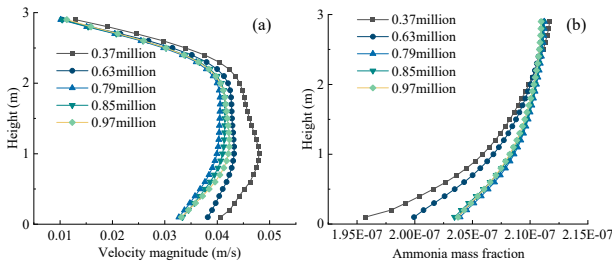 (a)
3
2
1
0
Height (m)
0.37million
0.63million
0.79million
0.85million
0.97million
0.01 0.02 0.03 0.04 0.05
Velocity magnitude (m/s)
(b)
3
2
1
0
Height (m)
0.37million
0.63million
0.79million
0.85million
0.97million
1.95E-07 2.00E-07 2.05E-07 2.10E-07 2.15E-07
Ammonia mass fraction